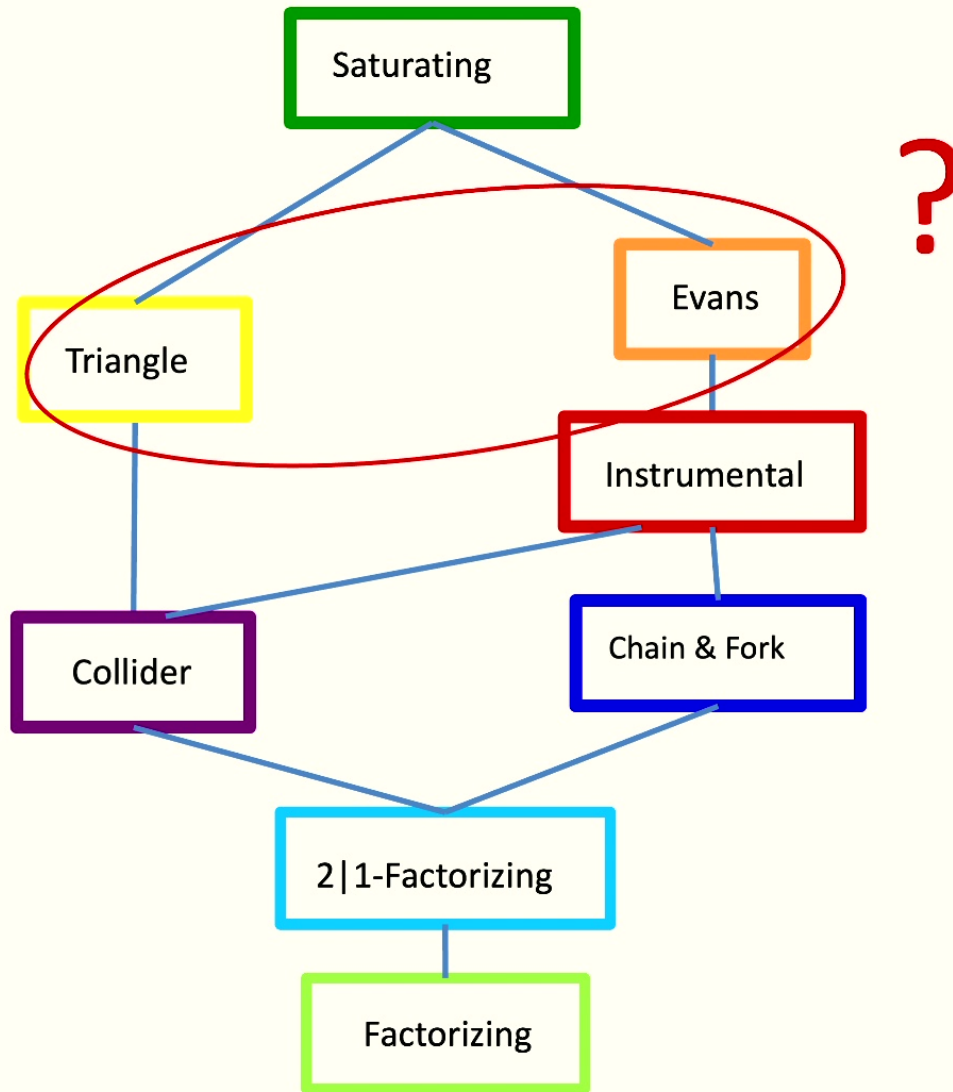 Saturating
?
Evans
Triangle
Instrumental
Chain & Fork
Collider
2|1-Factorizing
Factorizing